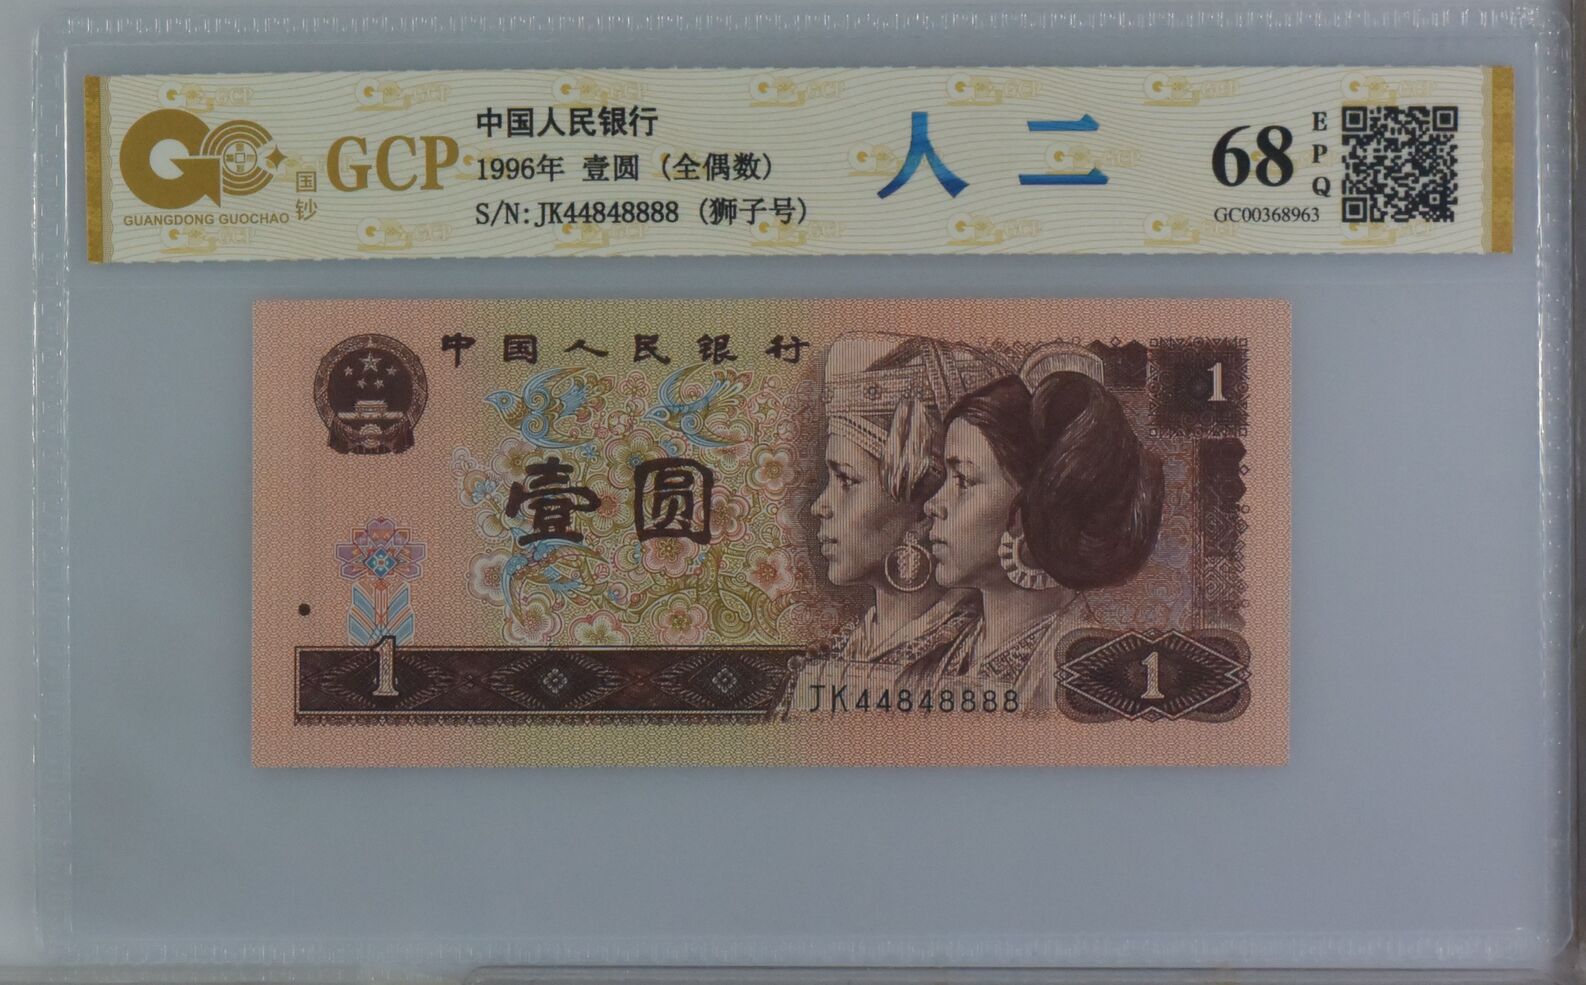 GCP
国钞
GUANGDONG GUOCHAO
中国人民银行
1996年 壹圆 (全偶数)
S/N: JK44848888 (狮子号)
人二
68
EPQ
GC00368963
中国人民银行
1
壹圆
1
JK44848888
1